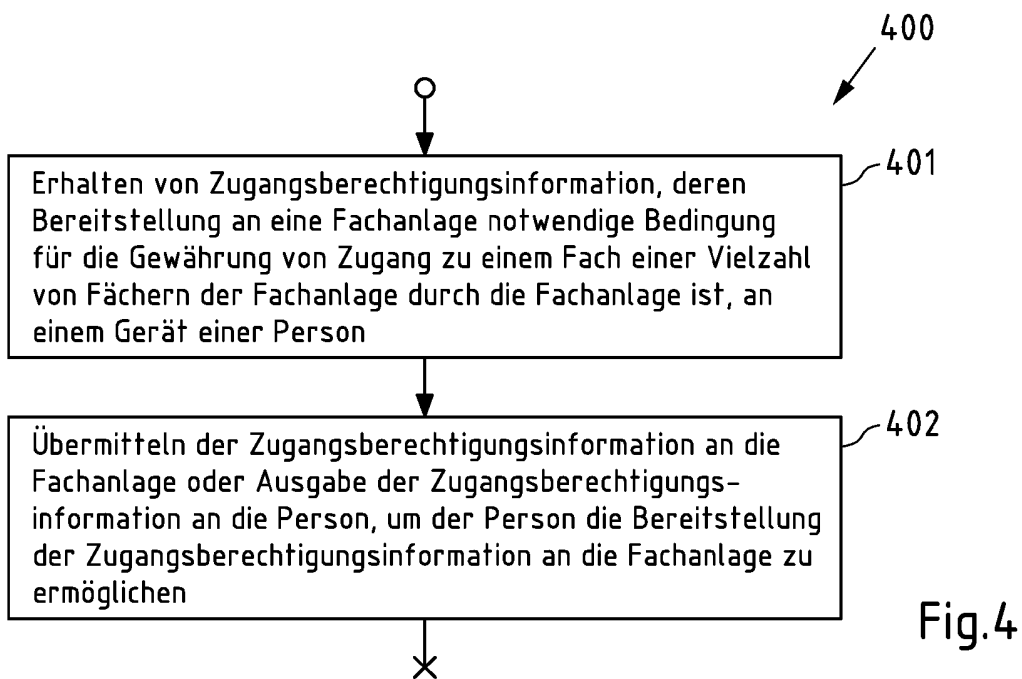 400
401
Erhalten von Zugangsberechtigungsinformation, deren
Bereitstellung an eine Fachanlage notwendige Bedingung
für die Gewährung von Zugang zu einem Fach einer Vielzahl
von Fächern der Fachanlage durch die Fachanlage ist, an
einem Gerät einer Person
402
Übermitteln der Zugangsberechtigungsinformation an die
Fachanlage oder Ausgabe der Zugangsberechtigungs-
information an die Person, um der Person die Bereitstellung
der Zugangsberechtigungsinformation an die Fachanlage zu
ermöglichen
Fig.4